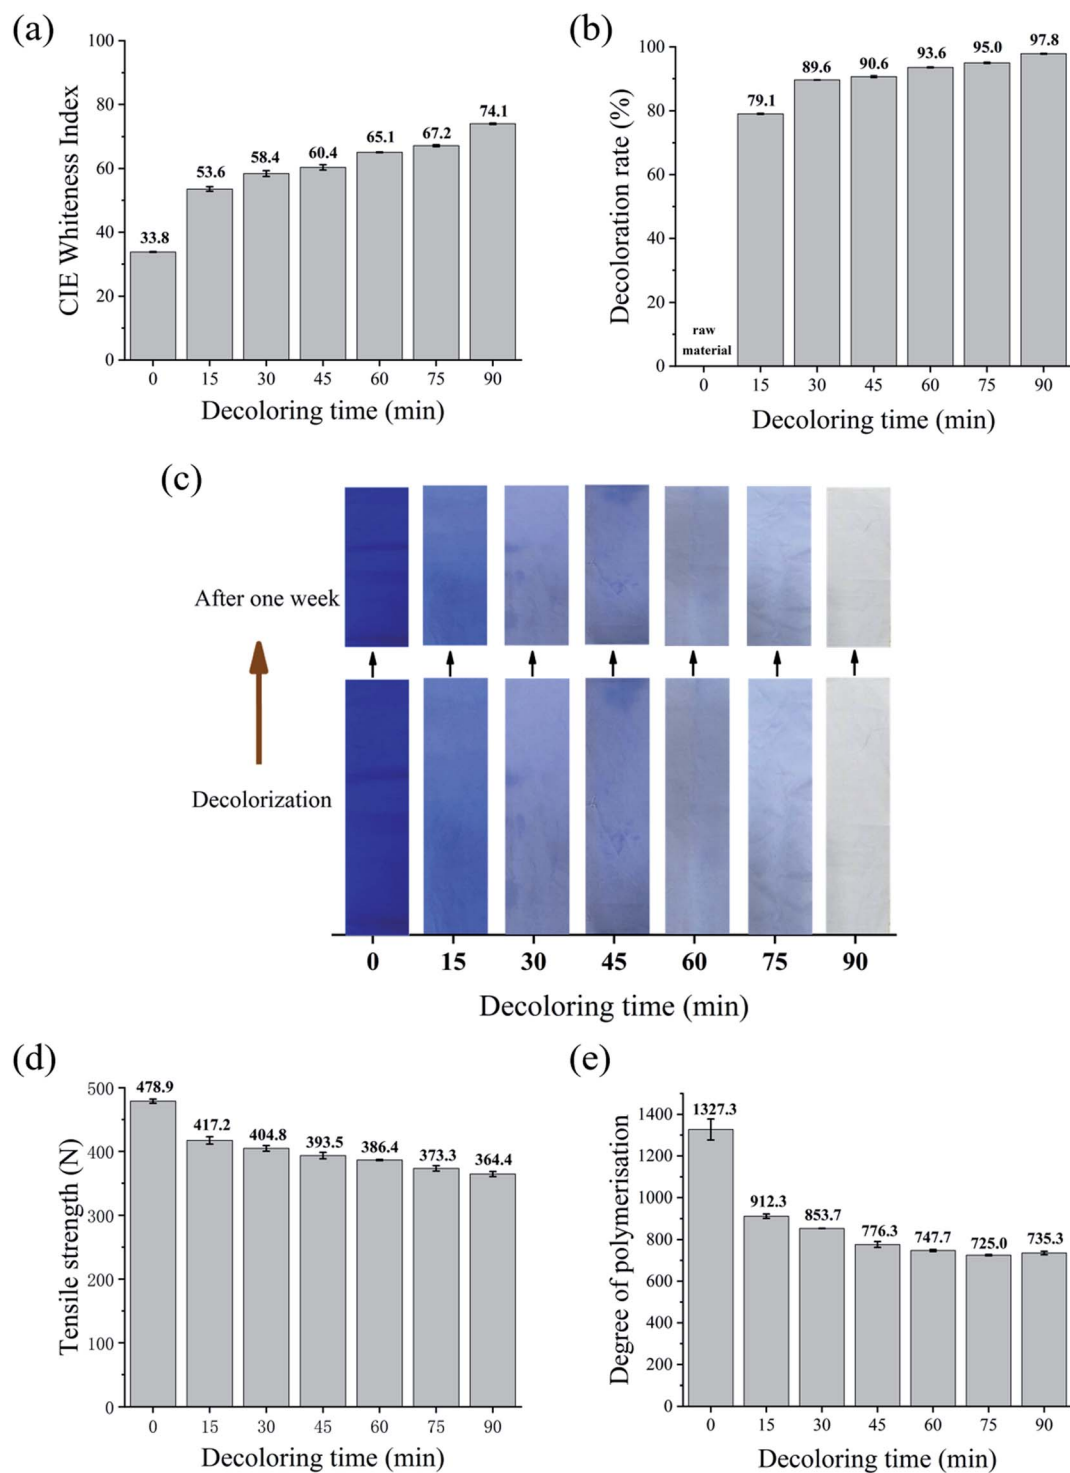 (a)
CIE Whiteness Index
100
80
60
40
20
0
33.8
53.6
58.4
60.4
65.1
67.2
74.1
0 15 30 45 60 75 90
Decoloring time (min)
(b)
Decoloration rate (%)
100
80
60
40
20
0
raw
material
79.1
89.6
90.6
93.6
95.0
97.8
0 15 30 45 60 75 90
Decoloring time (min)
(c)
After one week
Decolorization
0 15 30 45 60 75 90
Decoloring time (min)
(d)
Tensile strength (N)
500
400
300
200
100
0
478.9
417.2
404.8
393.5
386.4
373.3
364.4
0 15 30 45 60 75 90
Decoloring time (min)
(e)
Degree of polymerisation
1400
1200
1000
800
600
400
200
0
1327.3
912.3
853.7
776.3
747.7
725.0
735.3
0 15 30 45 60 75 90
Decoloring time (min)